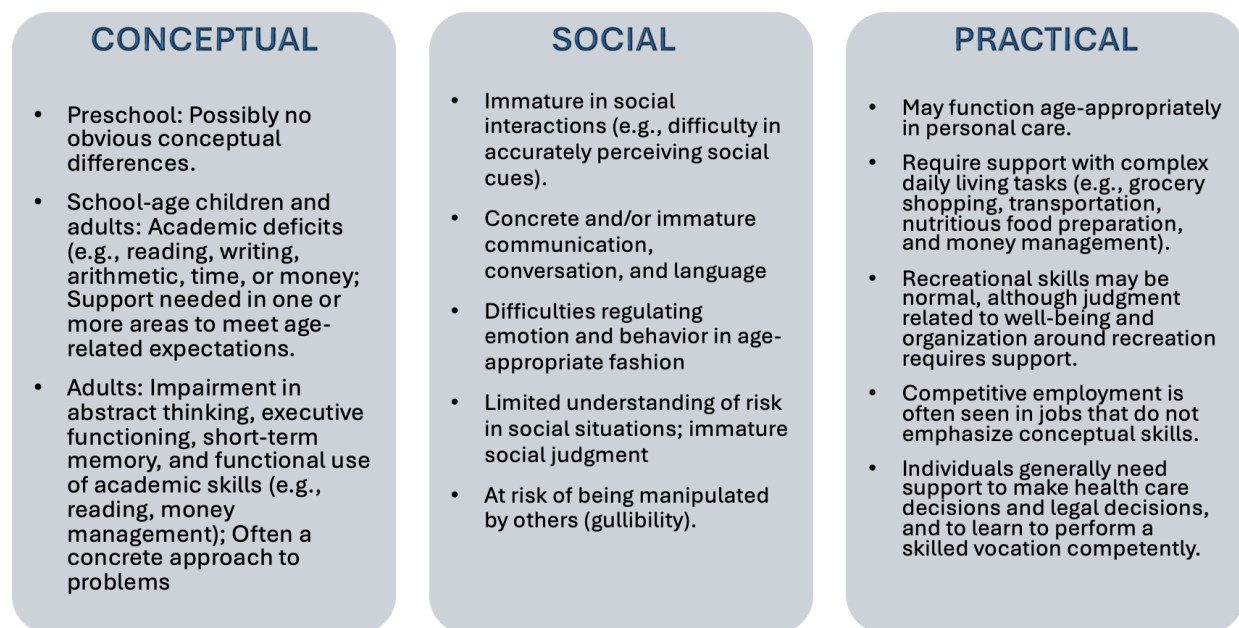 CONCEPTUAL
• Preschool: Possibly no
obvious conceptual
differences.
• School-age children and
adults: Academic deficits
(e.g., reading, writing,
arithmetic, time, or money;
Support needed in one or
more areas to meet age-
related expectations.
• Adults: Impairment in
abstract thinking, executive
functioning, short-term
memory, and functional use
of academic skills (e.g.,
reading, money
management); Often a
concrete approach to
problems
SOCIAL
• Immature in social
interactions (e.g., difficulty in
accurately perceiving social
cues).
• Concrete and/or immature
communication,
conversation, and language
• Difficulties regulating
emotion and behavior in age-
appropriate fashion
• Limited understanding of risk
in social situations; immature
social judgment
• At risk of being manipulated
by others (gullibility).
PRACTICAL
• May function age-appropriately
in personal care.
• Require support with complex
daily living tasks (e.g., grocery
shopping, transportation,
nutritious food preparation,
and money management).
• Recreational skills may be
normal, although judgment
related to well-being and
organization around recreation
requires support.
• Competitive employment is
often seen in jobs that do not
emphasize conceptual skills.
• Individuals generally need
support to make health care
decisions and legal decisions,
and to learn to perform a
skilled vocation competently.